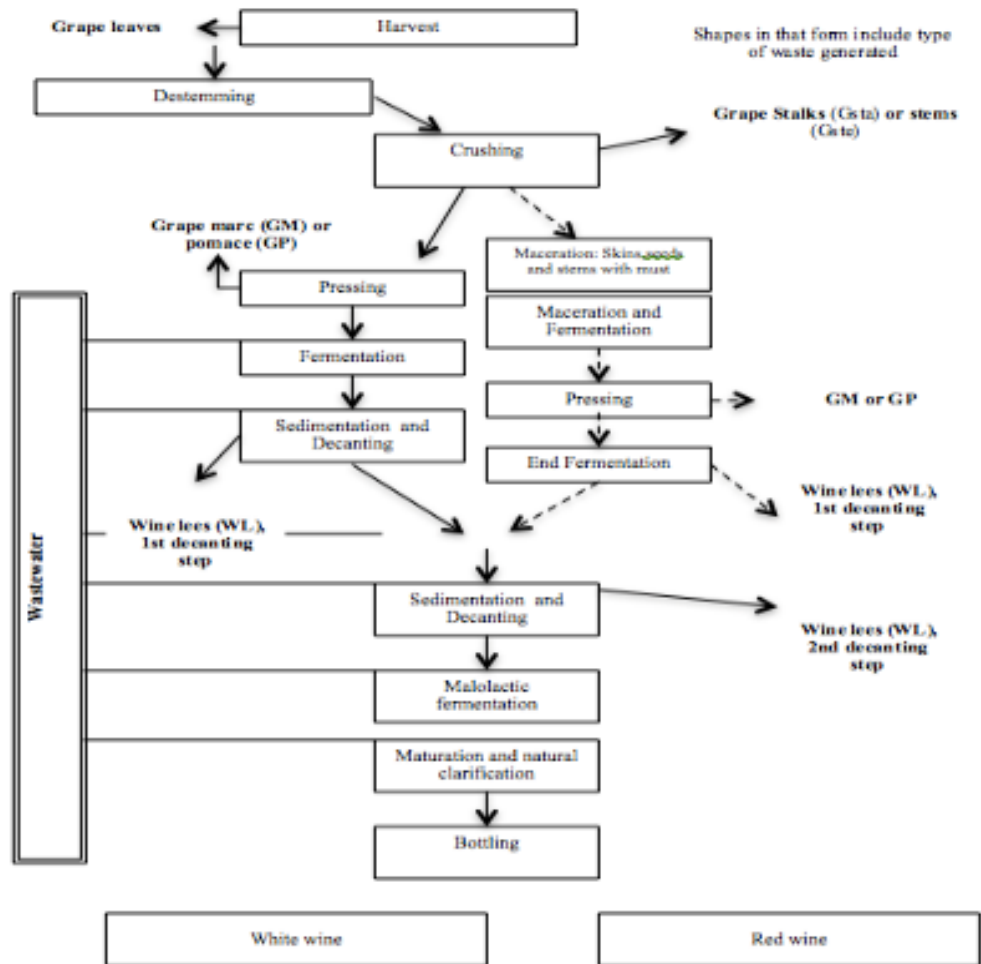 Grape leaves
Harvest
Shapes in that form include type
of waste generated
Destemming
Grape Stalks (Gsta) or stems
(Gste)
Crushing
Grape marc (GM) or
pomace (GP)
Maceration: Skins, seeds
and stems with must
Pressing
Maceration and
Fermentation
Fermentation
Pressing
GM or GP
Sedimentation and
Decanting
End Fermentation
Wine lees (WL),
1st decanting
step
Wine lees (WL),
1st decanting
step
Wastewater
Sedimentation and
Decanting
Wine lees (WL),
2nd decanting
step
Malolactic
fermentation
Maturation and natural
clarification
Bottling
White wine
Red wine